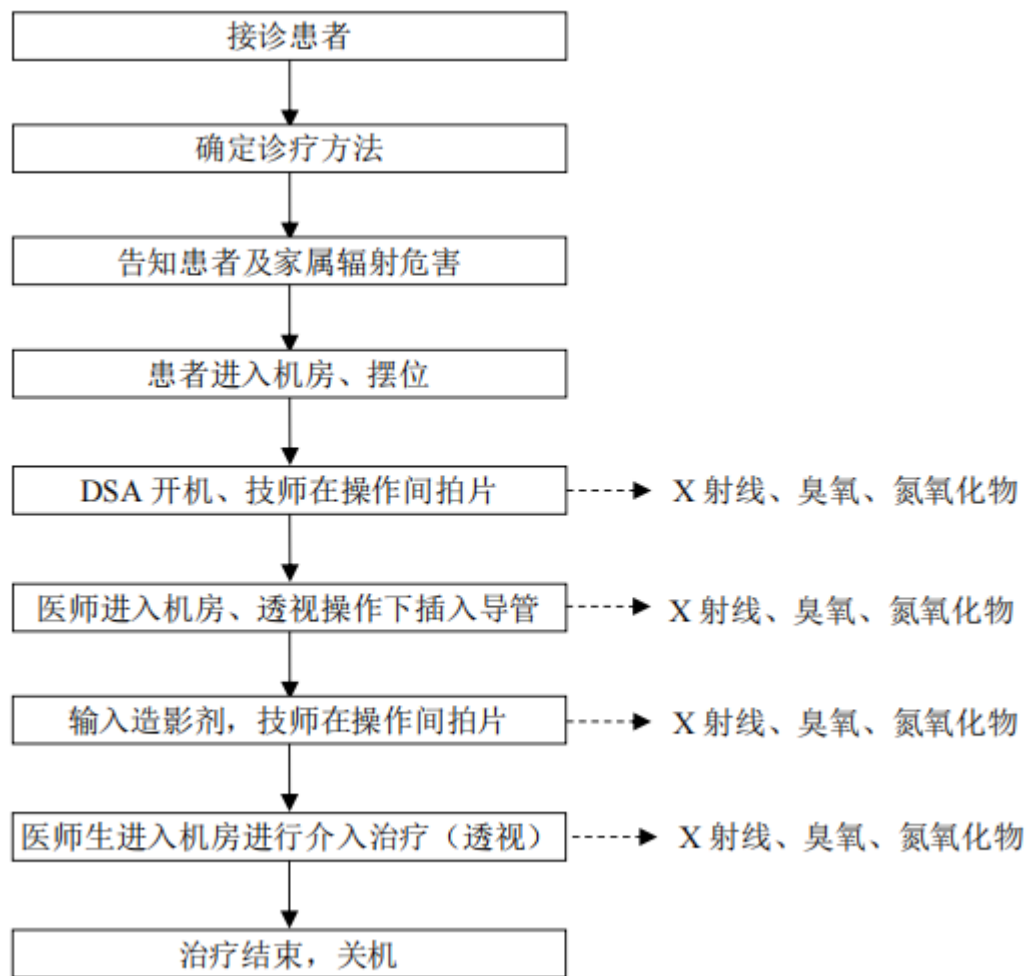 接诊患者
确定诊疗方法
告知患者及家属辐射危害
患者进入机房、摆位
DSA 开机、技师在操作间拍片
X 射线、臭氧、氮氧化物
医师进入机房、透视操作下插入导管
X 射线、臭氧、氮氧化物
输入造影剂，技师在操作间拍片
X 射线、臭氧、氮氧化物
医师生进入机房进行介入治疗（透视）
X 射线、臭氧、氮氧化物
治疗结束，关机